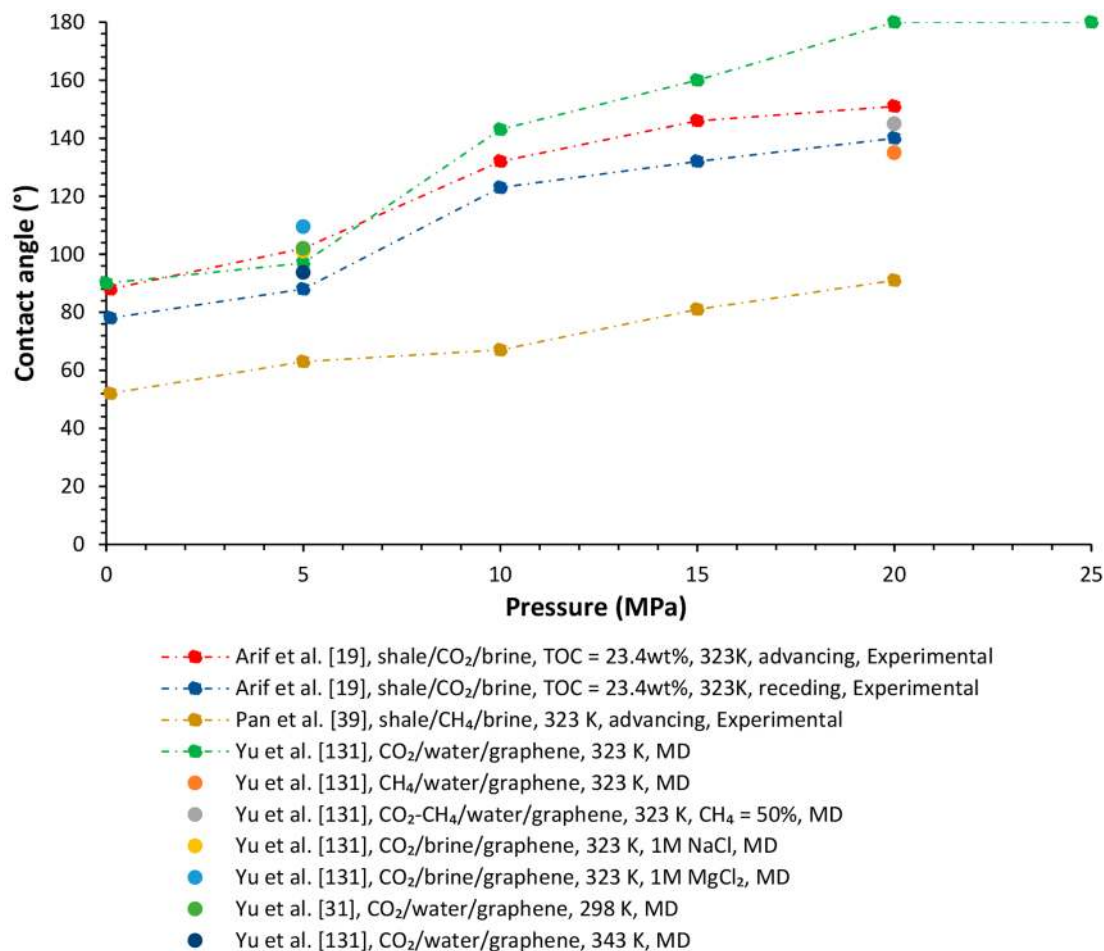 180
160
140
120
100
80
60
40
20
0
Contact angle (°)
0 5 10 15 20 25
Pressure (MPa)
Arif et al. [19], shale/CO₂/brine, TOC = 23.4wt%, 323K, advancing, Experimental
Arif et al. [19], shale/CO₂/brine, TOC = 23.4wt%, 323K, receding, Experimental
Pan et al. [39], shale/CH₄/brine, 323 K, advancing, Experimental
Yu et al. [131], CO₂/water/graphene, 323 K, MD
Yu et al. [131], CH₄/water/graphene, 323 K, MD
Yu et al. [131], CO₂-CH₄/water/graphene, 323 K, CH₄ = 50%, MD
Yu et al. [131], CO₂/brine/graphene, 323 K, 1M NaCl, MD
Yu et al. [131], CO₂/brine/graphene, 323 K, 1M MgCl₂, MD
Yu et al. [31], CO₂/water/graphene, 298 K, MD
Yu et al. [131], CO₂/water/graphene, 343 K, MD